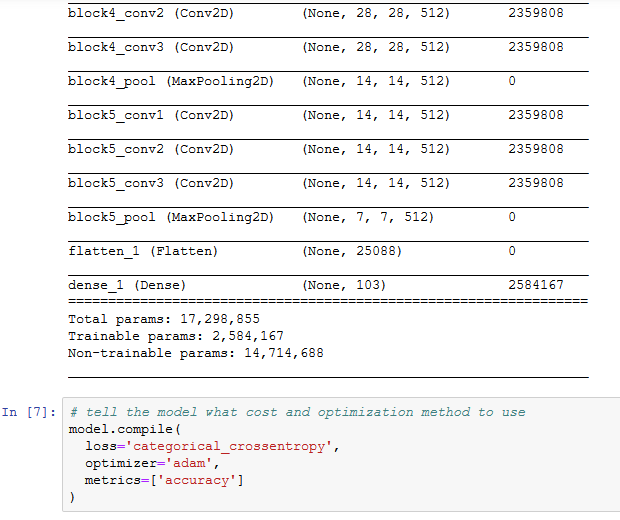 block4_conv2 (Conv2D) (None, 28, 28, 512) 2359808
block4_conv3 (Conv2D) (None, 28, 28, 512) 2359808
block4_pool (MaxPooling2D) (None, 14, 14, 512) 0
block5_conv1 (Conv2D) (None, 14, 14, 512) 2359808
block5_conv2 (Conv2D) (None, 14, 14, 512) 2359808
block5_conv3 (Conv2D) (None, 14, 14, 512) 2359808
block5_pool (MaxPooling2D) (None, 7, 7, 512) 0
flatten_1 (Flatten) (None, 25088) 0
dense_1 (Dense) (None, 103) 2584167
=================================================================
Total params: 17,298,855
Trainable params: 2,584,167
Non-trainable params: 14,714,688
In [7]: # tell the model what cost and optimization method to use
model.compile(
  loss='categorical_crossentropy',
  optimizer='adam',
  metrics=['accuracy']
)